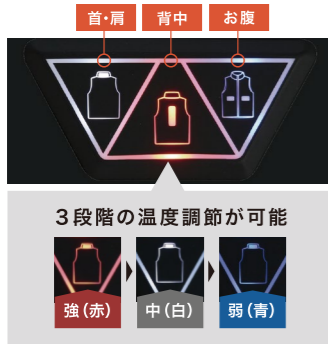 首・肩
背中
お腹
3段階の温度調節が可能
強(赤)
中(白)
弱(青)